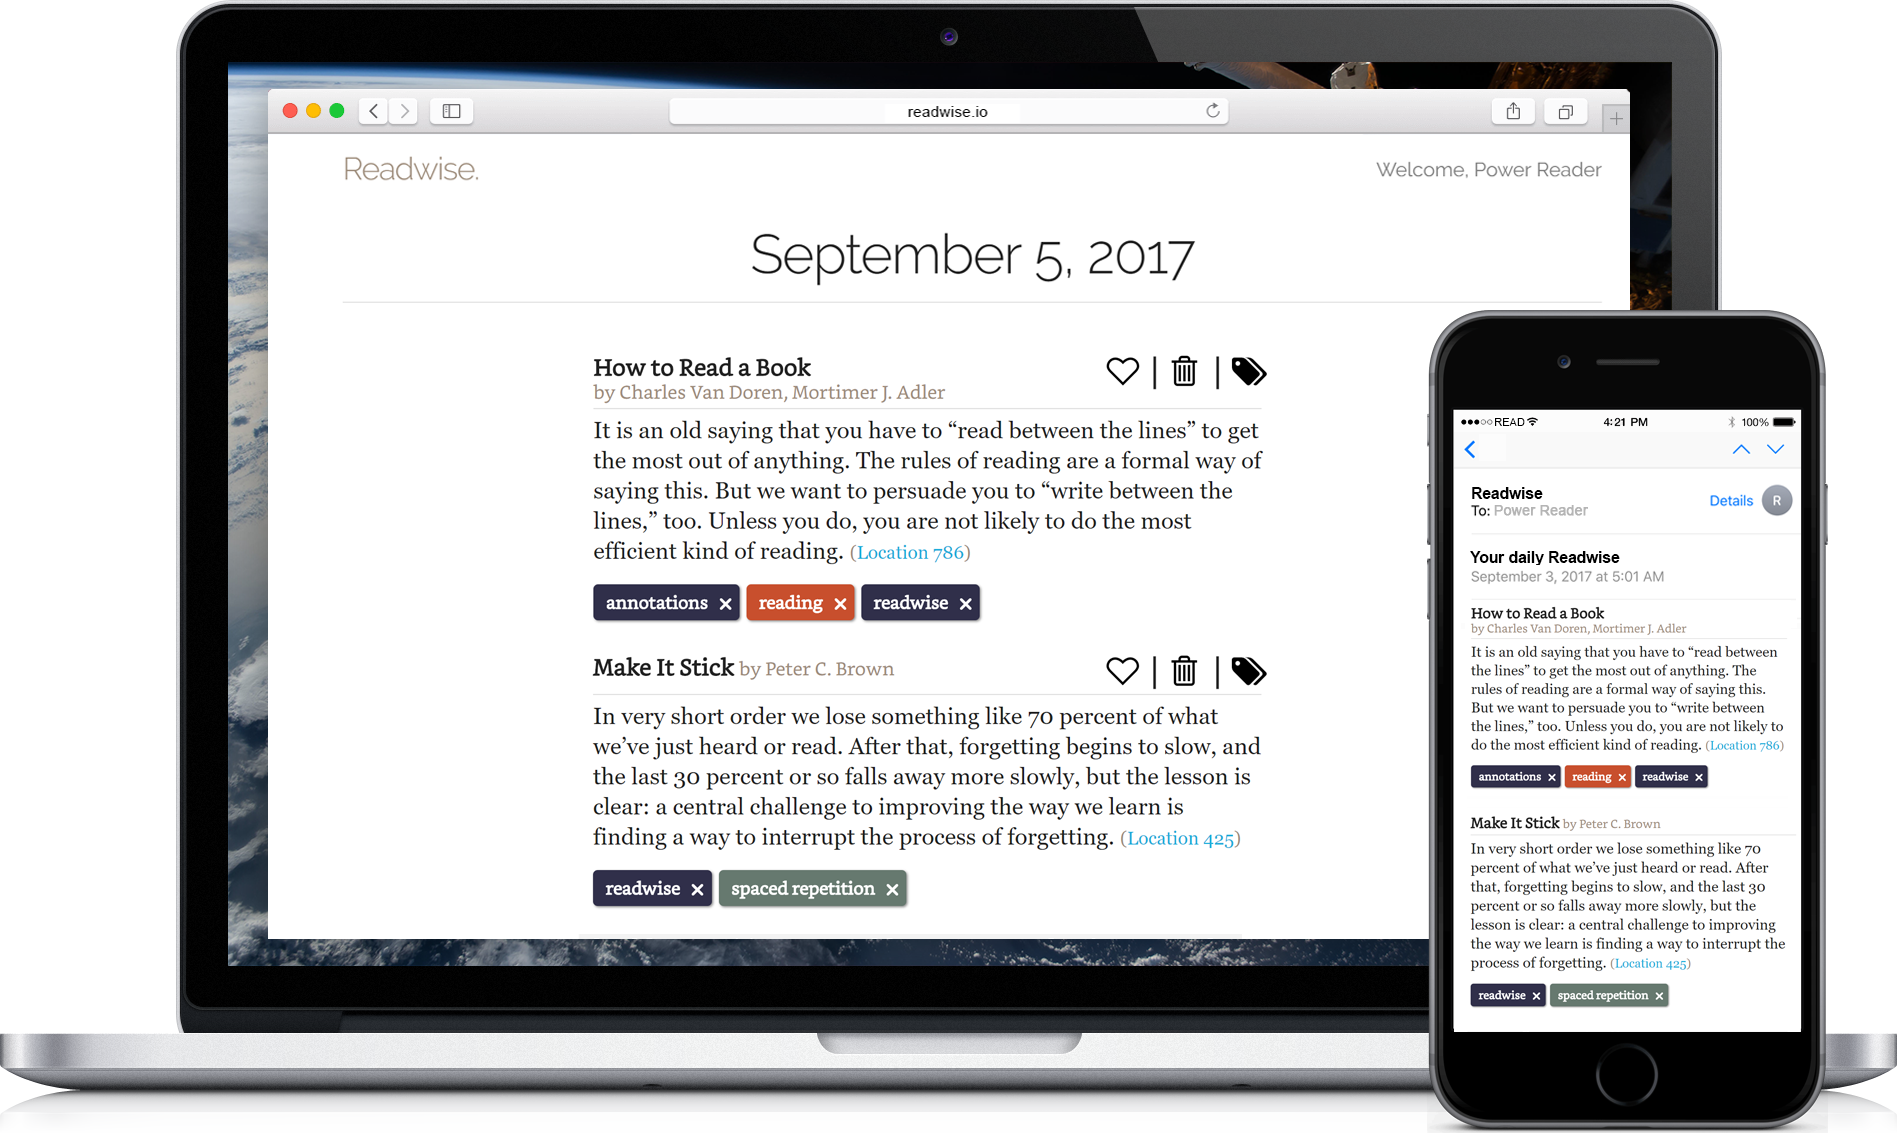 readwise.io
Readwise.
Welcome, Power Reader
September 5, 2017
How to Read a Book
by Charles Van Doren, Mortimer J. Adler
It is an old saying that you have to “read between the lines” to get
the most out of anything. The rules of reading are a formal way of
saying this. But we want to persuade you to “write between the
lines,” too. Unless you do, you are not likely to do the most
efficient kind of reading. (Location 786)
annotations × reading × readwise ×
Make It Stick by Peter C. Brown
In very short order we lose something like 70 percent of what
we’ve just heard or read. After that, forgetting begins to slow, and
the last 30 percent or so falls away more slowly, but the lesson is
clear: a central challenge to improving the way we learn is
finding a way to interrupt the process of forgetting. (Location 425)
readwise × spaced repetition ×
READ 4:21 PM 100%
Readwise
To: Power Reader
Details R
Your daily Readwise
September 3, 2017 at 5:01 AM
How to Read a Book
by Charles Van Doren, Mortimer J. Adler
It is an old saying that you have to “read between
the lines” to get the most out of anything. The
rules of reading are a formal way of saying this.
But we want to persuade you to “write between
the lines,” too. Unless you do, you are not likely to
do the most efficient kind of reading. (Location 786)
annotations × reading × readwise ×
Make It Stick by Peter C. Brown
In very short order we lose something like 70
percent of what we’ve just heard or read. After
that, forgetting begins to slow, and the last 30
percent or so falls away more slowly, but the
lesson is clear: a central challenge to improving
the way we learn is finding a way to interrupt the
process of forgetting. (Location 425)
readwise × spaced repetition ×